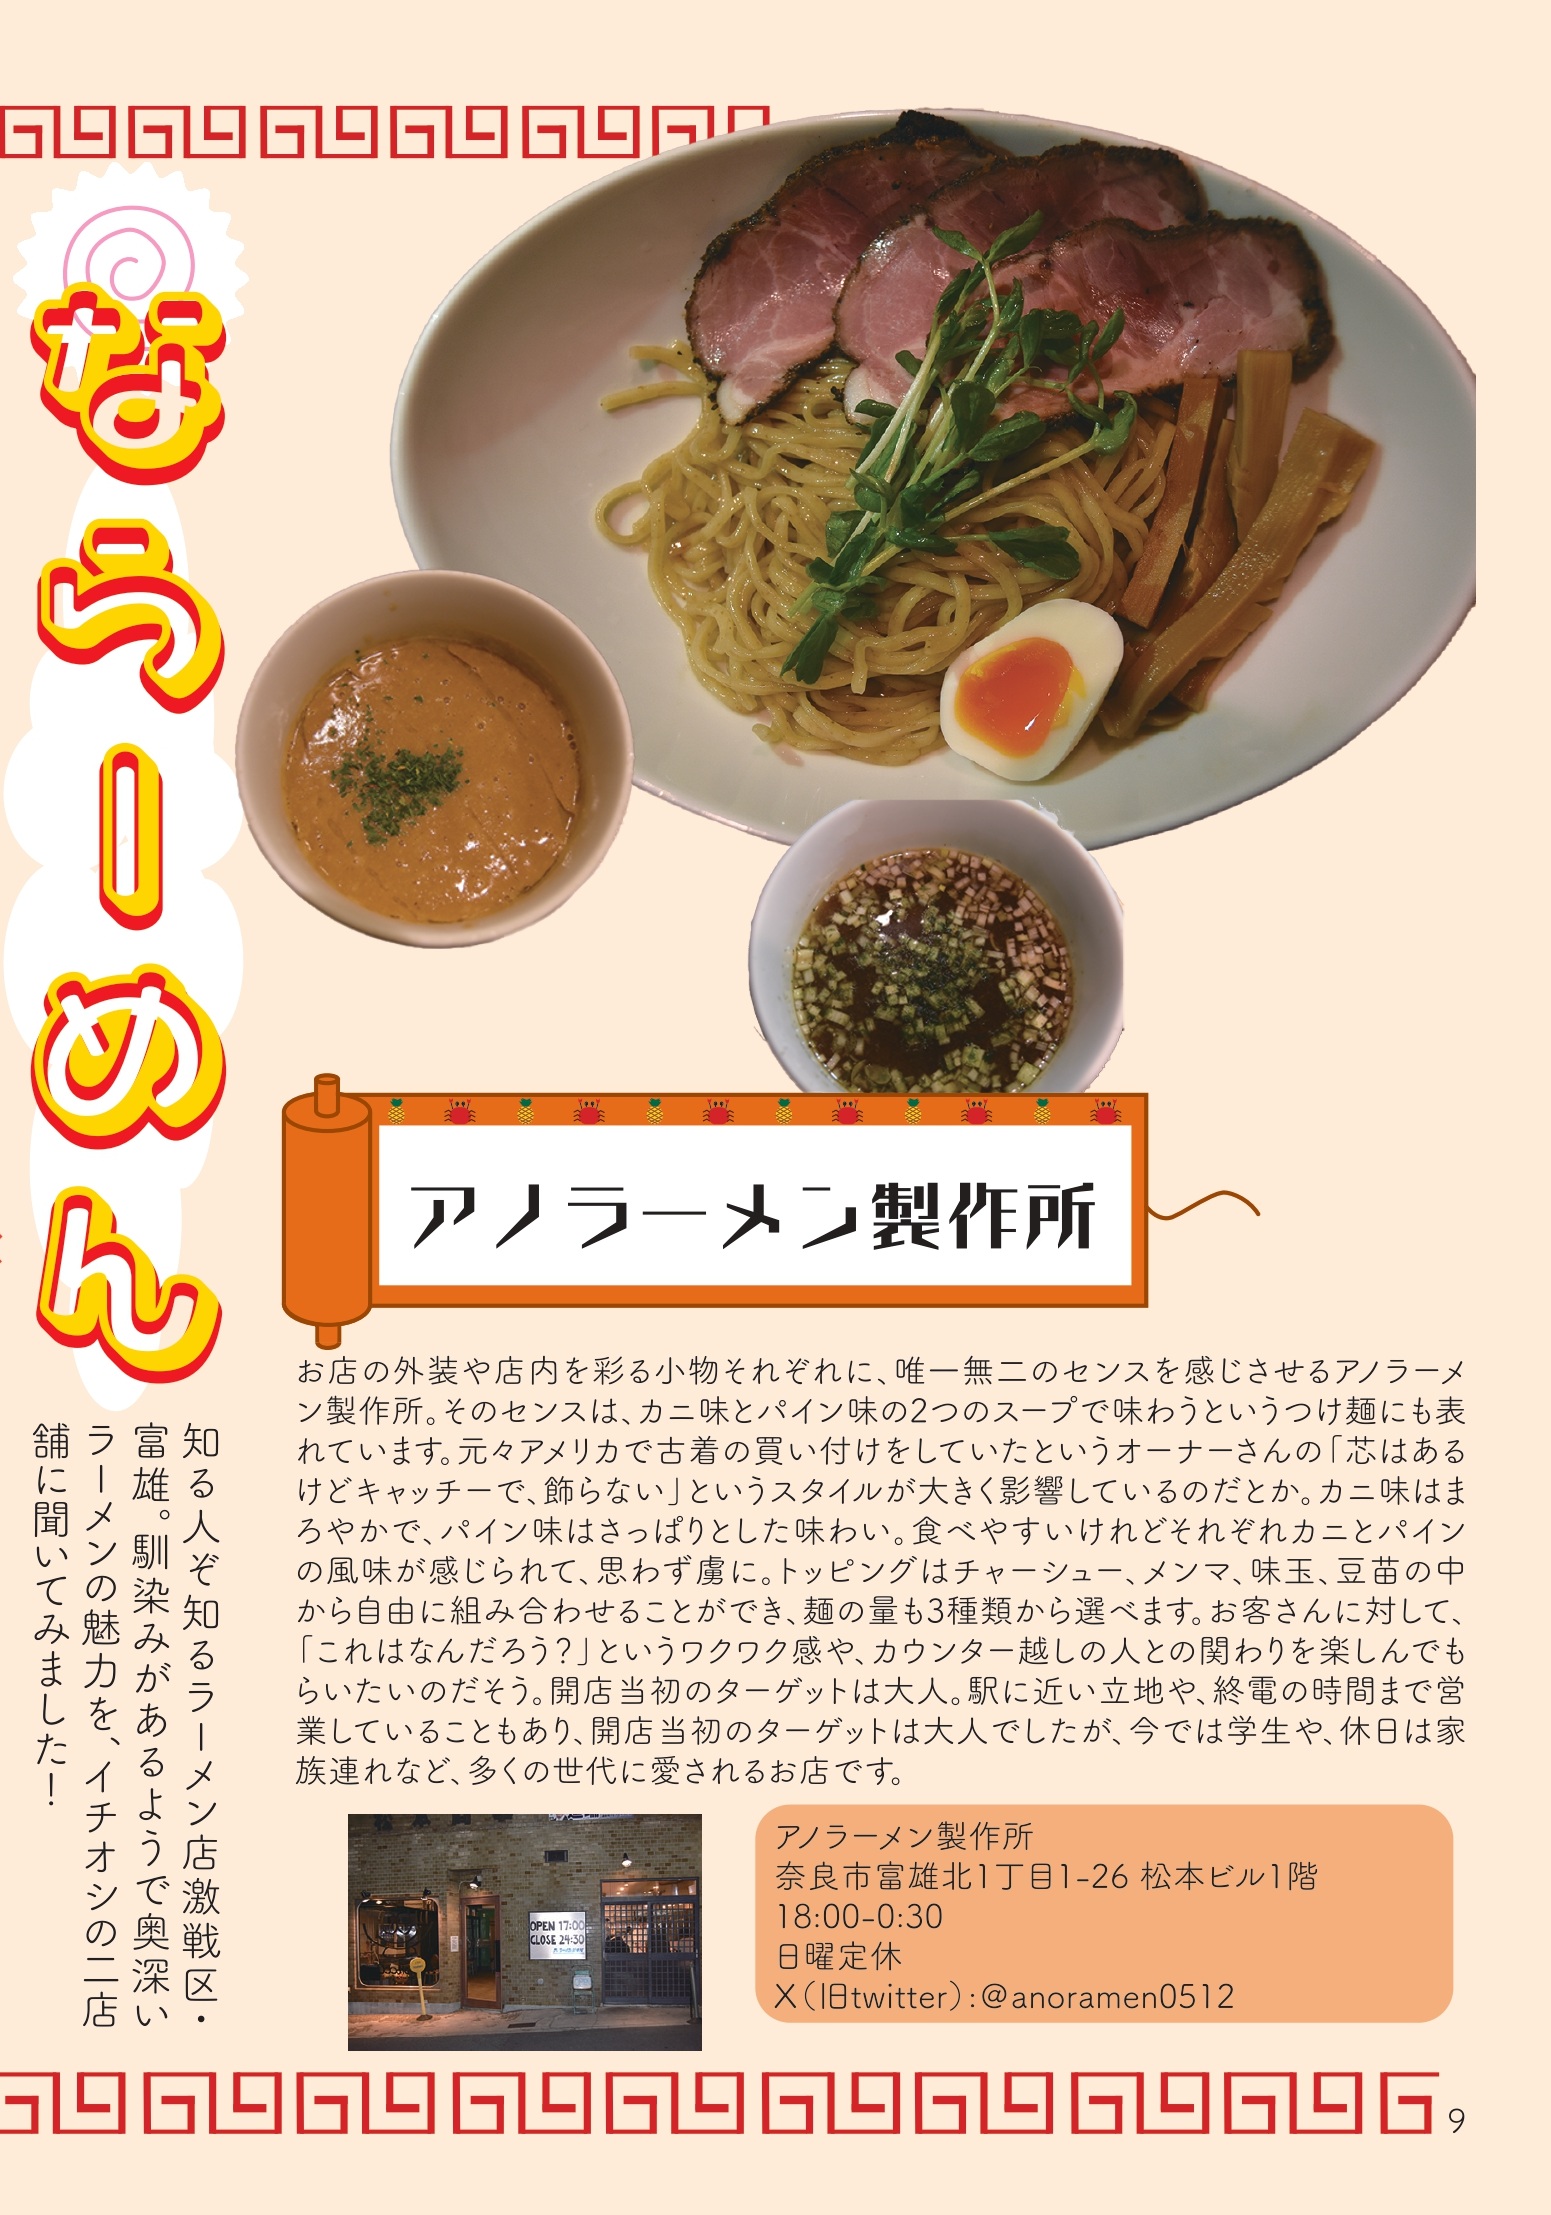 ならーめん
知る人ぞ知るラーメン店激戦区・
富雄。馴染みがあるようで奥深い
ラーメンの魅力を、イチオシの二店
舗に聞いてみました！
アノラーメン製作所
お店の外装や店内を彩る小物それぞれに、唯一無二のセンスを感じさせるアノラーメ
ン製作所。そのセンスは、カニ味とパイン味の2つのスープで味わうというつけ麺にも表
れています。元々アメリカで古着の買い付けをしていたというオーナーさんの「芯はある
けどキャッチーで、飾らない」というスタイルが大きく影響しているのだとか。カニ味はま
ろやかで、パイン味はさっぱりとした味わい。食べやすいけれどそれぞれカニとパイン
の風味が感じられて、思わず虜に。トッピングはチャーシュー、メンマ、味玉、豆苗の中
から自由に組み合わせることができ、麺の量も3種類から選べます。お客さんに対して、
「これはなんだろう？」というワクワク感や、カウンター越しの人との関わりを楽しんでも
らいたいのだそう。開店当初のターゲットは大人。駅に近い立地や、終電の時間まで営
業していることもあり、開店当初のターゲットは大人でしたが、今では学生や、休日は家
族連れなど、多くの世代に愛されるお店です。
OPEN 17:00
CLOSE 24:30
アノラーメン製作所
奈良市富雄北1丁目1-26 松本ビル1階
18:00-0:30
日曜定休
X（旧twitter）:@anoramen0512
9